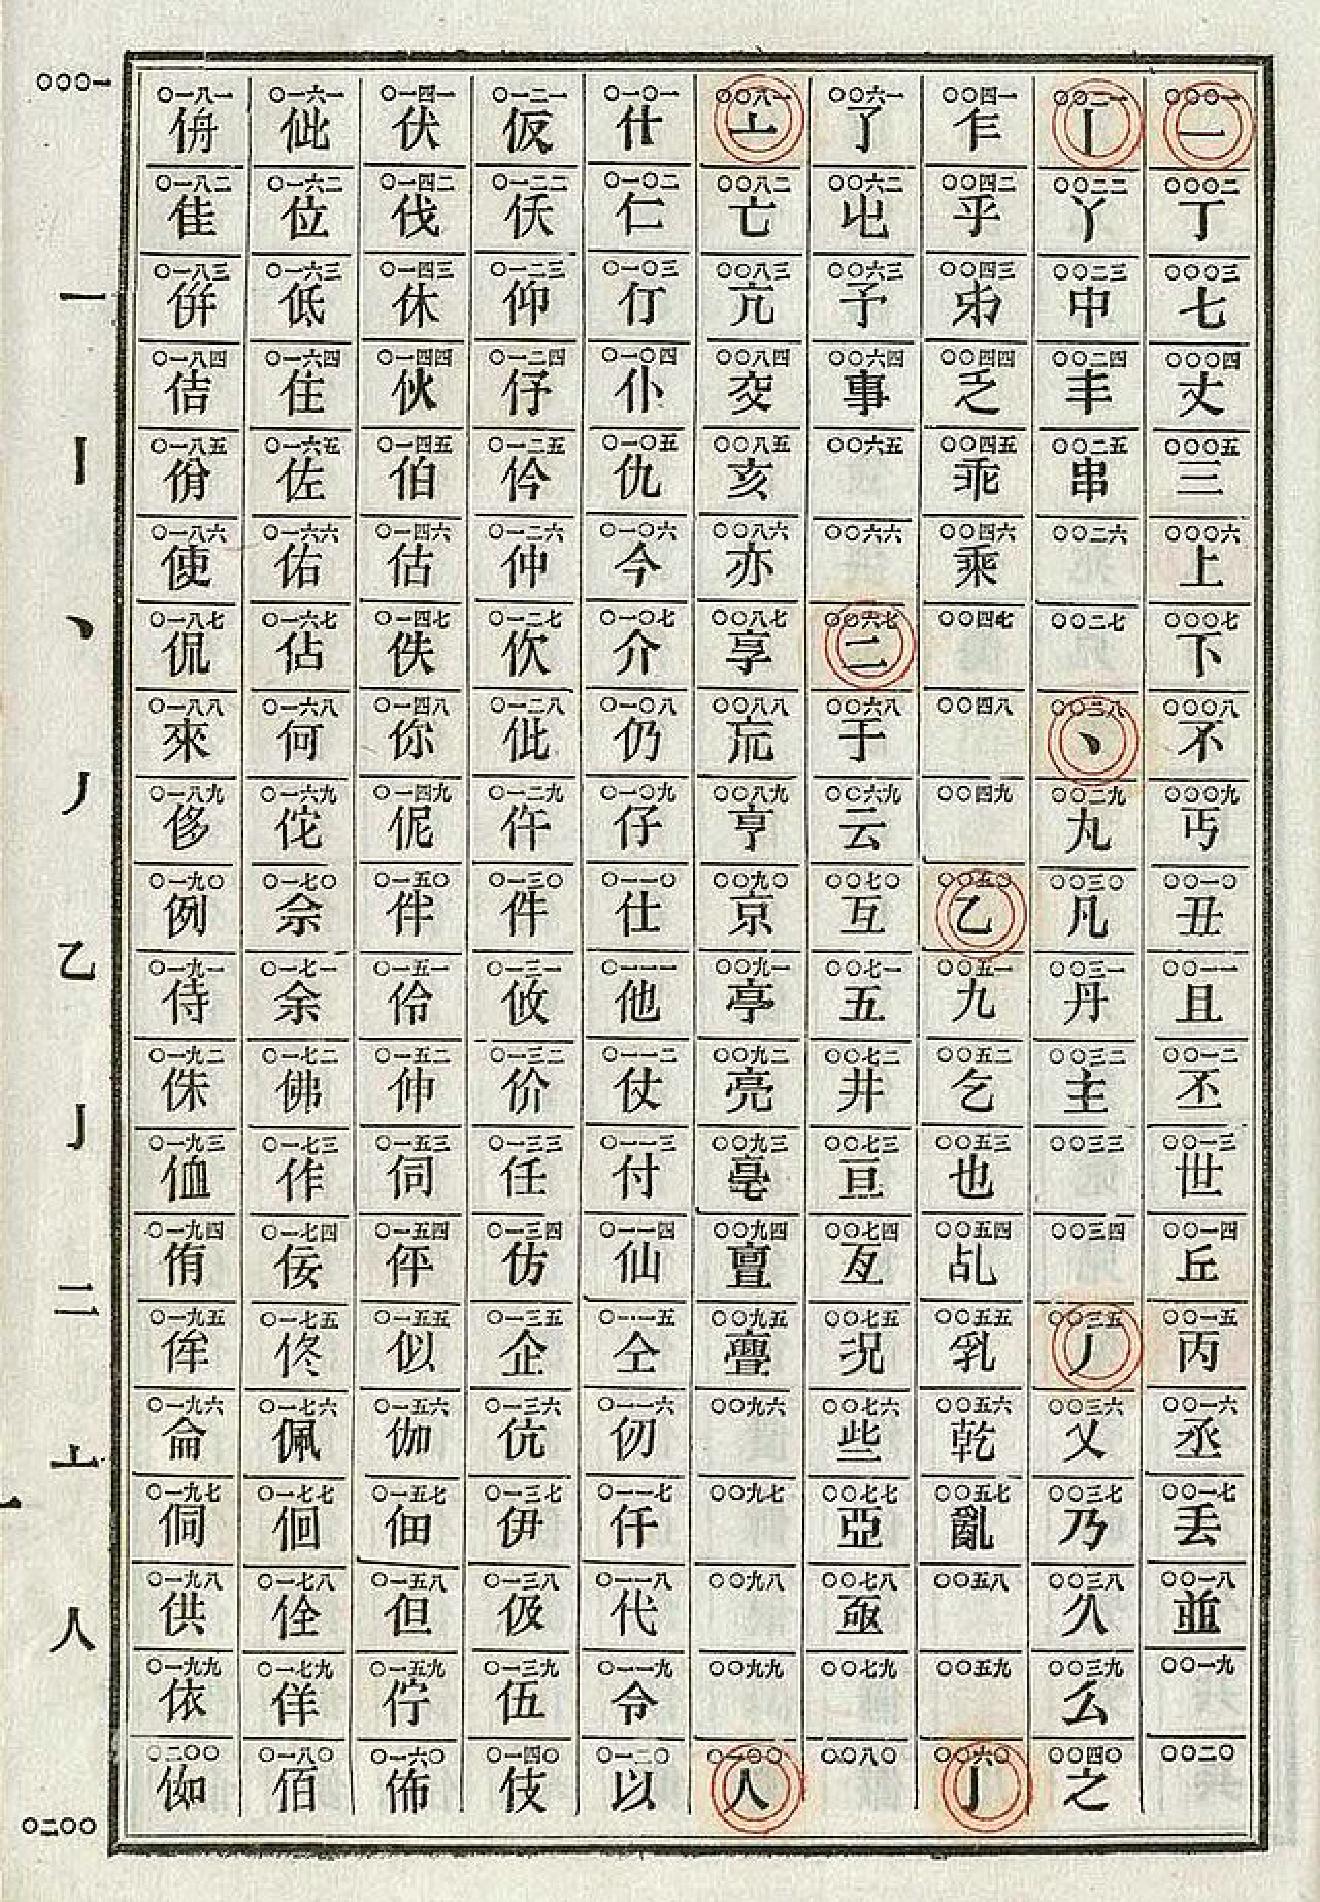 〇〇〇一 一
〇〇〇二 丁
〇〇〇三 七
〇〇〇四 丈
〇〇〇五 三
〇〇〇六 上
〇〇〇七 下
〇〇〇八 不
〇〇〇九 丐
〇〇一〇 丑
〇〇一一 且
〇〇一二 丕
〇〇一三 世
〇〇一四 丘
〇〇一五 丙
〇〇一六 丞
〇〇一七 丟
〇〇一八 並
〇〇一九
〇〇二〇
〇〇二一 丨
〇〇二二 丫
〇〇二三 中
〇〇二四 丰
〇〇二五 串
〇〇二六
〇〇二七
〇〇二八 丶
〇〇二九 丸
〇〇三〇 凡
〇〇三一 丹
〇〇三二 主
〇〇三三
〇〇三四
〇〇三五 丿
〇〇三六 乂
〇〇三七 乃
〇〇三八 久
〇〇三九 么
〇〇四〇 之
〇〇四一 乍
〇〇四二 乎
〇〇四三
〇〇四四 乏
〇〇四五 乖
〇〇四六 乘
〇〇四七
〇〇四八
〇〇四九
〇〇五〇 乙
〇〇五一 九
〇〇五二 乞
〇〇五三 也
〇〇五四 乩
〇〇五五 乳
〇〇五六 乾
〇〇五七 亂
〇〇五八
〇〇五九
〇〇六〇 亅
〇〇六一 了
〇〇六二
〇〇六三 予
〇〇六四 事
〇〇六五
〇〇六六
〇〇六七 二
〇〇六八 于
〇〇六九 云
〇〇七〇 互
〇〇七一 五
〇〇七二 井
〇〇七三 亘
〇〇七四 亙
〇〇七五 况
〇〇七六 些
〇〇七七 亞
〇〇七八 亟
〇〇七九
〇〇八〇
〇〇八一 亠
〇〇八二 亡
〇〇八三 亢
〇〇八四 交
〇〇八五 亥
〇〇八六 亦
〇〇八七 享
〇〇八八
〇〇八九 亨
〇〇九〇 京
〇〇九一 亭
〇〇九二 亮
〇〇九三 亳
〇〇九四 亶
〇〇九五 亹
〇〇九六
〇〇九七
〇〇九八
〇〇九九
〇一〇〇 人
〇一〇一 什
〇一〇二 仁
〇一〇三 仃
〇一〇四 仆
〇一〇五 仇
〇一〇六 今
〇一〇七 介
〇一〇八 仍
〇一〇九 仔
〇一一〇 仕
〇一一一 他
〇一一二 仗
〇一一三 付
〇一一四 仙
〇一一五 仝
〇一一六 仞
〇一一七 仟
〇一一八 代
〇一一九 令
〇一二〇 以
〇一二一 仮
〇一二二 仸
〇一二三 仰
〇一二四 伃
〇一二五 仱
〇一二六 仲
〇一二七
〇一二八 仳
〇一二九 仵
〇一三〇 件
〇一三一 攸
〇一三二 价
〇一三三 任
〇一三四 仿
〇一三五 企
〇一三六 伉
〇一三七 伊
〇一三八 伋
〇一三九 伍
〇一四〇 伎
〇一四一 伏
〇一四二 伐
〇一四三 休
〇一四四 伙
〇一四五 伯
〇一四六 估
〇一四七 佚
〇一四八 你
〇一四九 伲
〇一五〇 伴
〇一五一 伶
〇一五二 伸
〇一五三 伺
〇一五四 伻
〇一五五 似
〇一五六 伽
〇一五七 佃
〇一五八 但
〇一五九 佇
〇一六〇 佈
〇一六一 佌
〇一六二 位
〇一六三 低
〇一六四 住
〇一六五 佐
〇一六六 佑
〇一六七 佔
〇一六八 何
〇一六九 佗
〇一七〇 佘
〇一七一 余
〇一七二 佛
〇一七三 作
〇一七四 佞
〇一七五 佟
〇一七六 佩
〇一七七 佪
〇一七八 佺
〇一七九 佯
〇一八〇 佰
〇一八一 侜
〇一八二 佳
〇一八三 併
〇一八四 佶
〇一八五 佾
〇一八六 使
〇一八七 侃
〇一八八 來
〇一八九 侈
〇一九〇 例
〇一九一 侍
〇一九二 侏
〇一九三 侐
〇一九四 侑
〇一九五 侔
〇一九六 侖
〇一九七 侗
〇一九八 供
〇一九九 依
〇二〇〇 侞
〇〇〇一
一
丨
丶
丿
乙
亅
二
亠
人
〇二〇〇
一